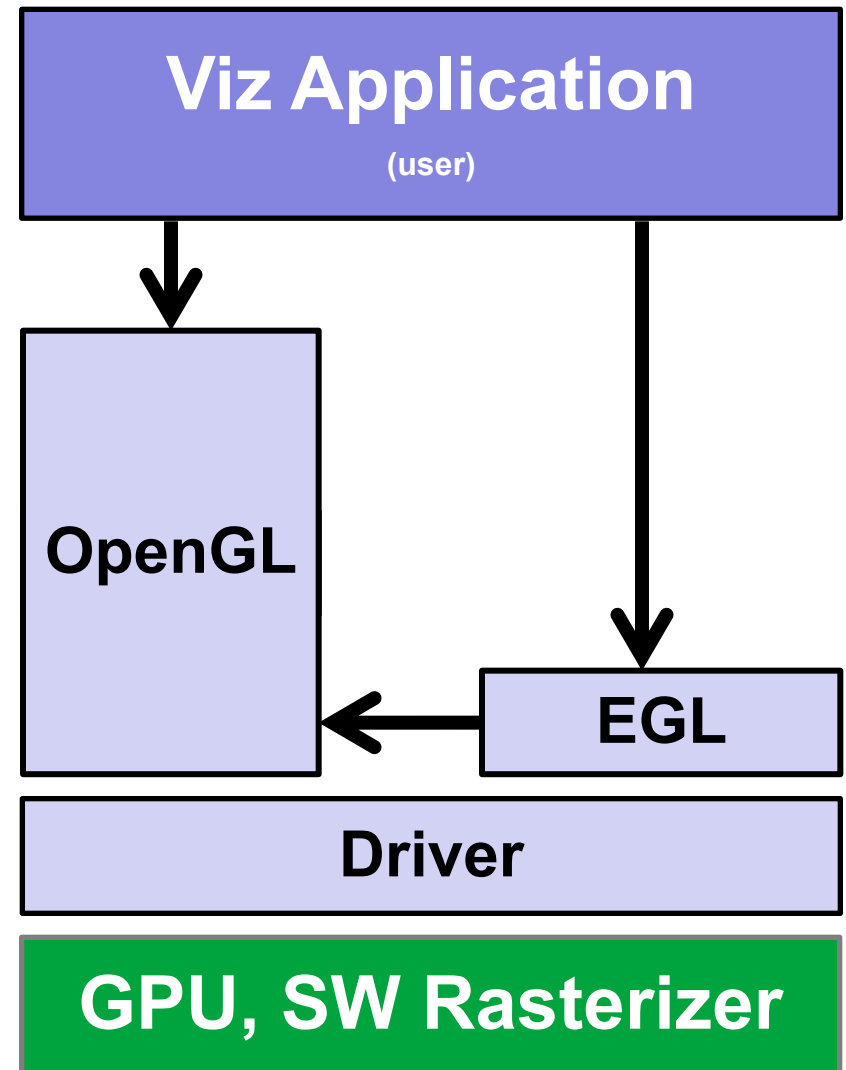 Viz Application
(user)
OpenGL
EGL
Driver
GPU, SW Rasterizer